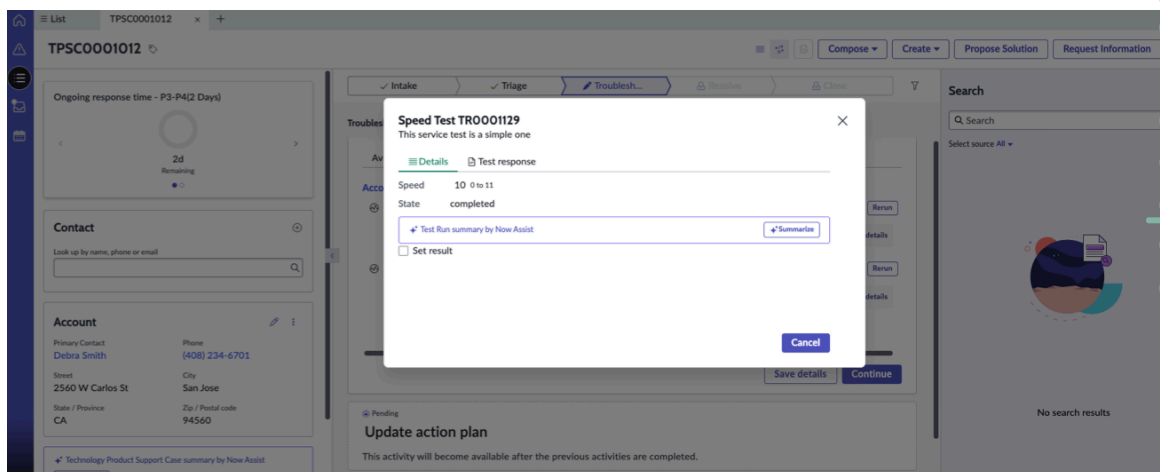 List
TPSC0001012
TPSC0001012
Compose
Create
Propose Solution
Request Information
Ongoing response time - P3-P4(2 Days)
2d
Remaining
Contact
Look up by name, phone or email
Account
Primary Contact
Phone
Debra Smith
(408) 234-6701
Street
City
2560 W Carlos St
San Jose
State / Province
Zip / Postal code
CA
94560
Technology Product Support Case summary by Now Assist
Intake
Triage
Troublesh...
Resolve
Close
Troubles
Av
Acco
Speed Test TR0001129
This service test is a simple one
Details
Test response
Speed 10 0 to 11
State completed
Test Run summary by Now Assist
Summarize
Set result
Cancel
Rerun
details
Rerun
details
Save details
Continue
Pending
Update action plan
This activity will become available after the previous activities are completed.
Search
Search
Select source All
No search results